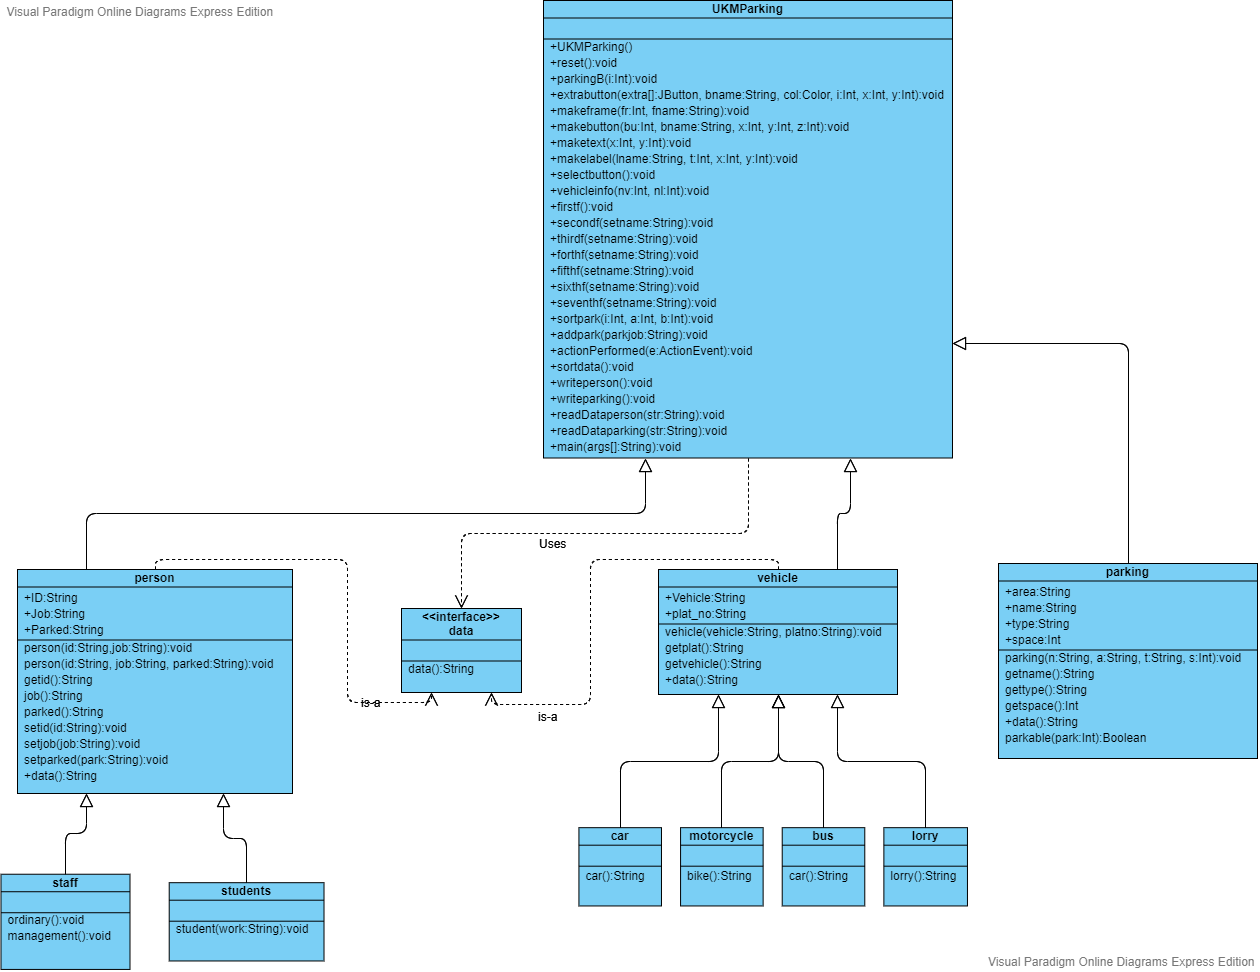 Visual Paradigm Online Diagrams Express Edition
UKMParking
+UKMParking()
+reset():void
+parkingB(i:Int):void
+extrabutton(extra[]:JButton, bname:String, col:Color, i:Int, x:Int, y:Int):void
+makeframe(fr:Int, fname:String):void
+makebutton(bu:Int, bname:String, x:Int, y:Int, z:Int):void
+maketext(x:Int, y:Int):void
+makelabel(lname:String, t:Int, x:Int, y:Int):void
+selectbutton():void
+vehicleinfo(nv:Int, nl:Int):void
+firstf():void
+secondf(setname:String):void
+thirdf(setname:String):void
+forthf(setname:String):void
+fifthf(setname:String):void
+sixthf(setname:String):void
+seventhf(setname:String):void
+sortpark(i:Int, a:Int, b:Int):void
+addpark(parkjob:String):void
+actionPerformed(e:ActionEvent):void
+sortdata():void
+writeperson():void
+writeparking():void
+readDataperson(str:String):void
+readDataparking(str:String):void
+main(args[]:String):void
Uses
person
+ID:String
+Job:String
+Parked:String
person(id:String,job:String):void
person(id:String, job:String, parked:String):void
getid():String
job():String
parked():String
setid(id:String):void
setjob(job:String):void
setparked(park:String):void
+data():String
<<interface>>
data
data():String
is-a
is-a
vehicle
+Vehicle:String
+plat_no:String
vehicle(vehicle:String, platno:String):void
getplat():String
getvehicle():String
+data():String
parking
+area:String
+name:String
+type:String
+space:Int
parking(n:String, a:String, t:String, s:Int):void
getname():String
gettype():String
getspace():Int
+data():String
parkable(park:Int):Boolean
staff
ordinary():void
management():void
students
student(work:String):void
car
car():String
motorcycle
bike():String
bus
car():String
lorry
lorry():String
Visual Paradigm Online Diagrams Express Edition